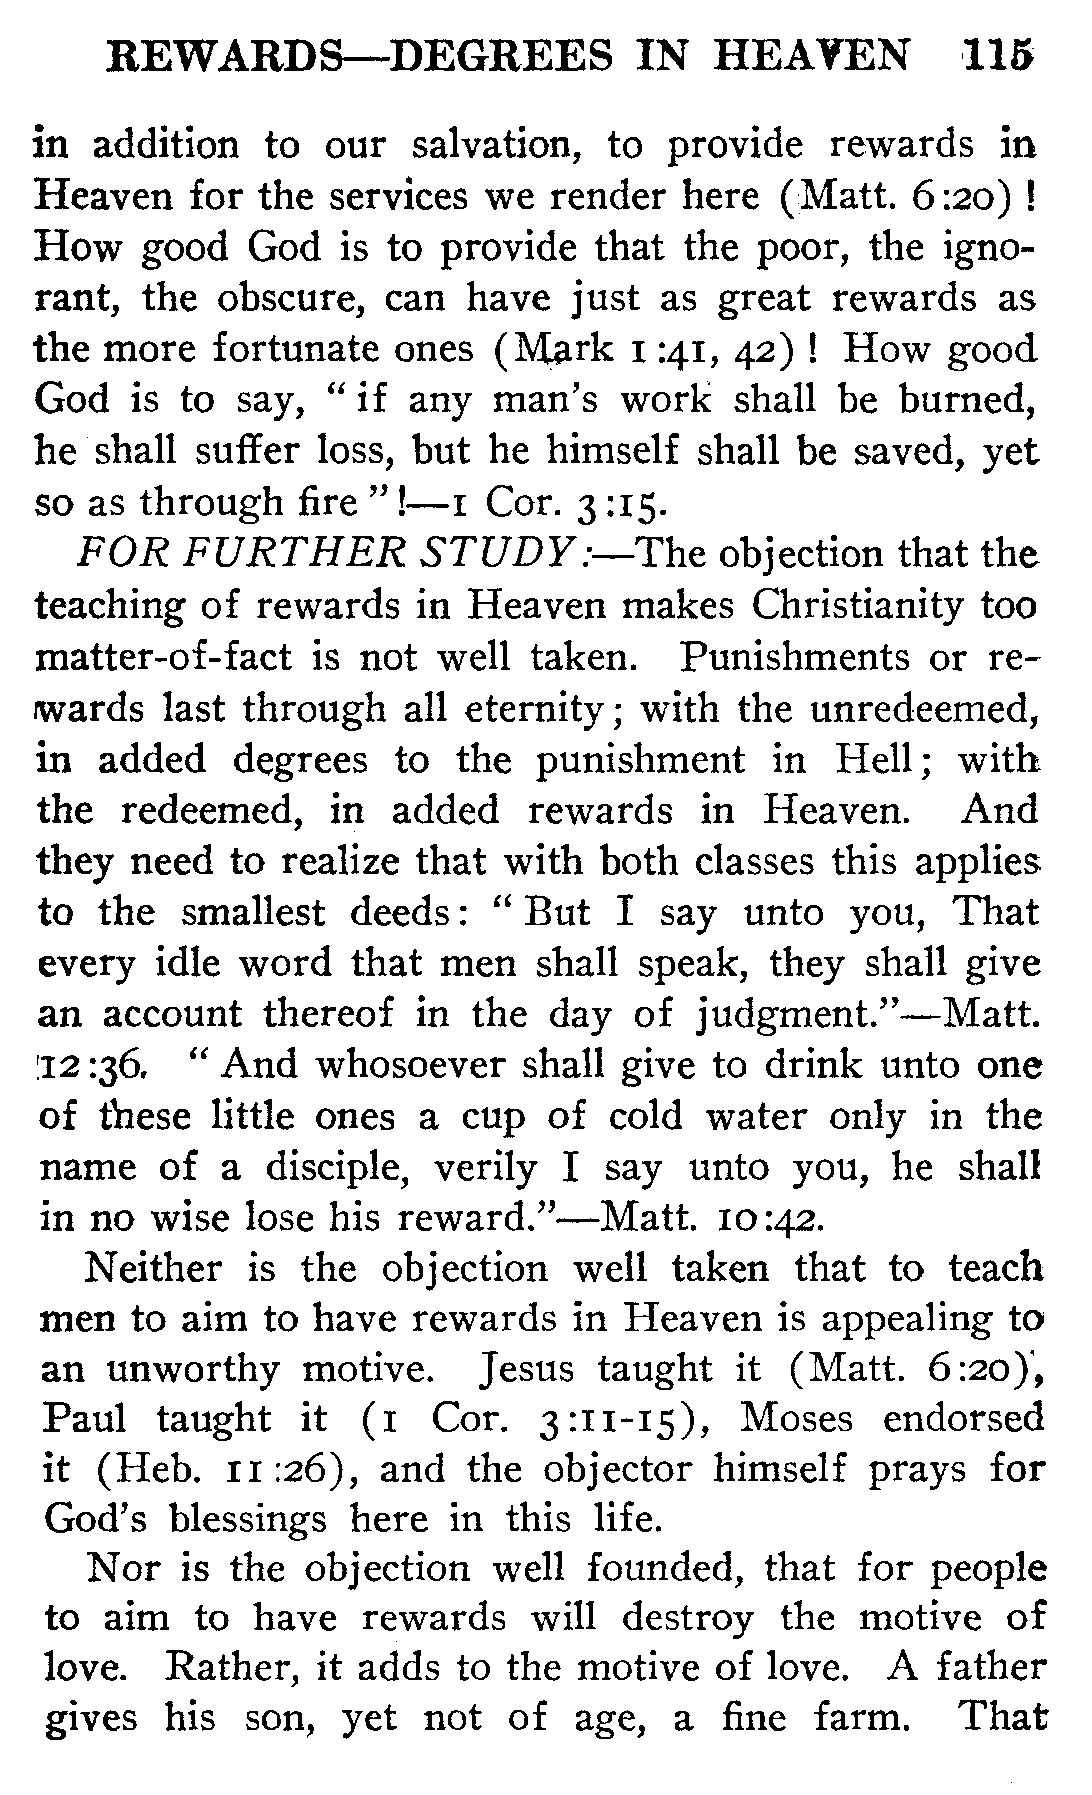 REWARDS—DEGREES IN HEAVEN 115
in addition to our salvation, to provide rewards in
Heaven for the services we render here (Matt. 6:20)!
How good God is to provide that the poor, the igno-
rant, the obscure, can have just as great rewards as
the more fortunate ones (Mark 1:41, 42)! How good
God is to say, “if any man’s work shall be burned,
he shall suffer loss, but he himself shall be saved, yet
so as through fire”!—1 Cor. 3:15.
FOR FURTHER STUDY:—The objection that the
teaching of rewards in Heaven makes Christianity too
matter-of-fact is not well taken. Punishments or re-
wards last through all eternity; with the unredeemed,
in added degrees to the punishment in Hell; with
the redeemed, in added rewards in Heaven. And
they need to realize that with both classes this applies
to the smallest deeds: “But I say unto you, That
every idle word that men shall speak, they shall give
an account thereof in the day of judgment.”—Matt.
12:36. “And whosoever shall give to drink unto one
of these little ones a cup of cold water only in the
name of a disciple, verily I say unto you, he shall
in no wise lose his reward.”—Matt. 10:42.
Neither is the objection well taken that to teach
men to aim to have rewards in Heaven is appealing to
an unworthy motive. Jesus taught it (Matt. 6:20),
Paul taught it (1 Cor. 3:11-15), Moses endorsed
it (Heb. 11:26), and the objector himself prays for
God’s blessings here in this life.
Nor is the objection well founded, that for people
to aim to have rewards will destroy the motive of
love. Rather, it adds to the motive of love. A father
gives his son, yet not of age, a fine farm. That